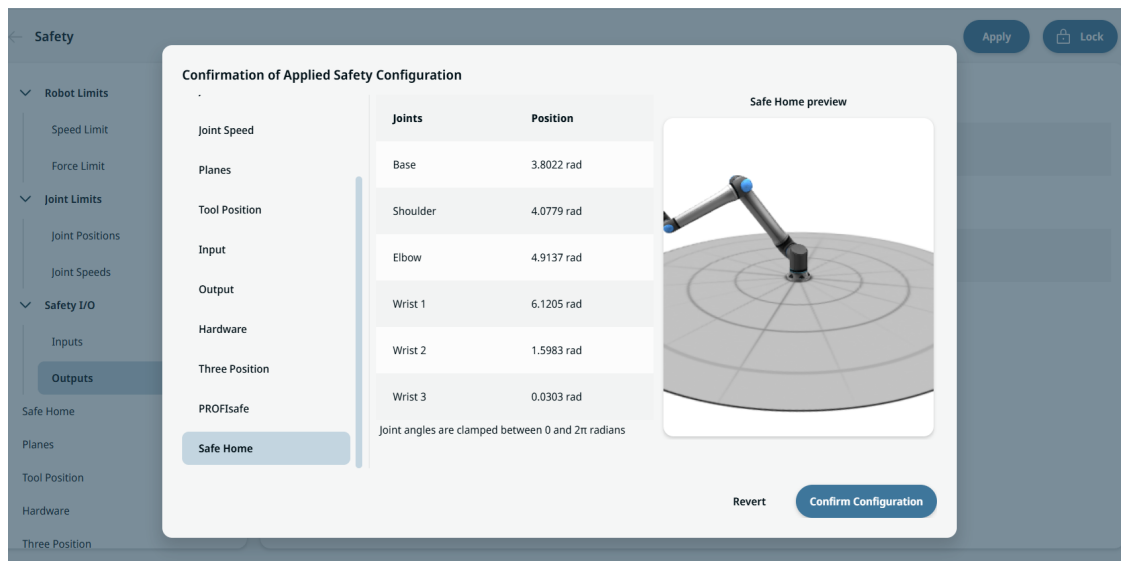 Safety
Apply
Lock
Robot Limits
Speed Limit
Force Limit
Joint Limits
Joint Positions
Joint Speeds
Safety I/O
Inputs
Outputs
Safe Home
Planes
Tool Position
Hardware
Three Position
Confirmation of Applied Safety Configuration
Joint Speed
Planes
Tool Position
Input
Output
Hardware
Three Position
PROFIsafe
Safe Home
Joints Position
Base 3.8022 rad
Shoulder 4.0779 rad
Elbow 4.9137 rad
Wrist 1 6.1205 rad
Wrist 2 1.5983 rad
Wrist 3 0.0303 rad
Joint angles are clamped between 0 and 2π radians
Safe Home preview
Revert
Confirm Configuration